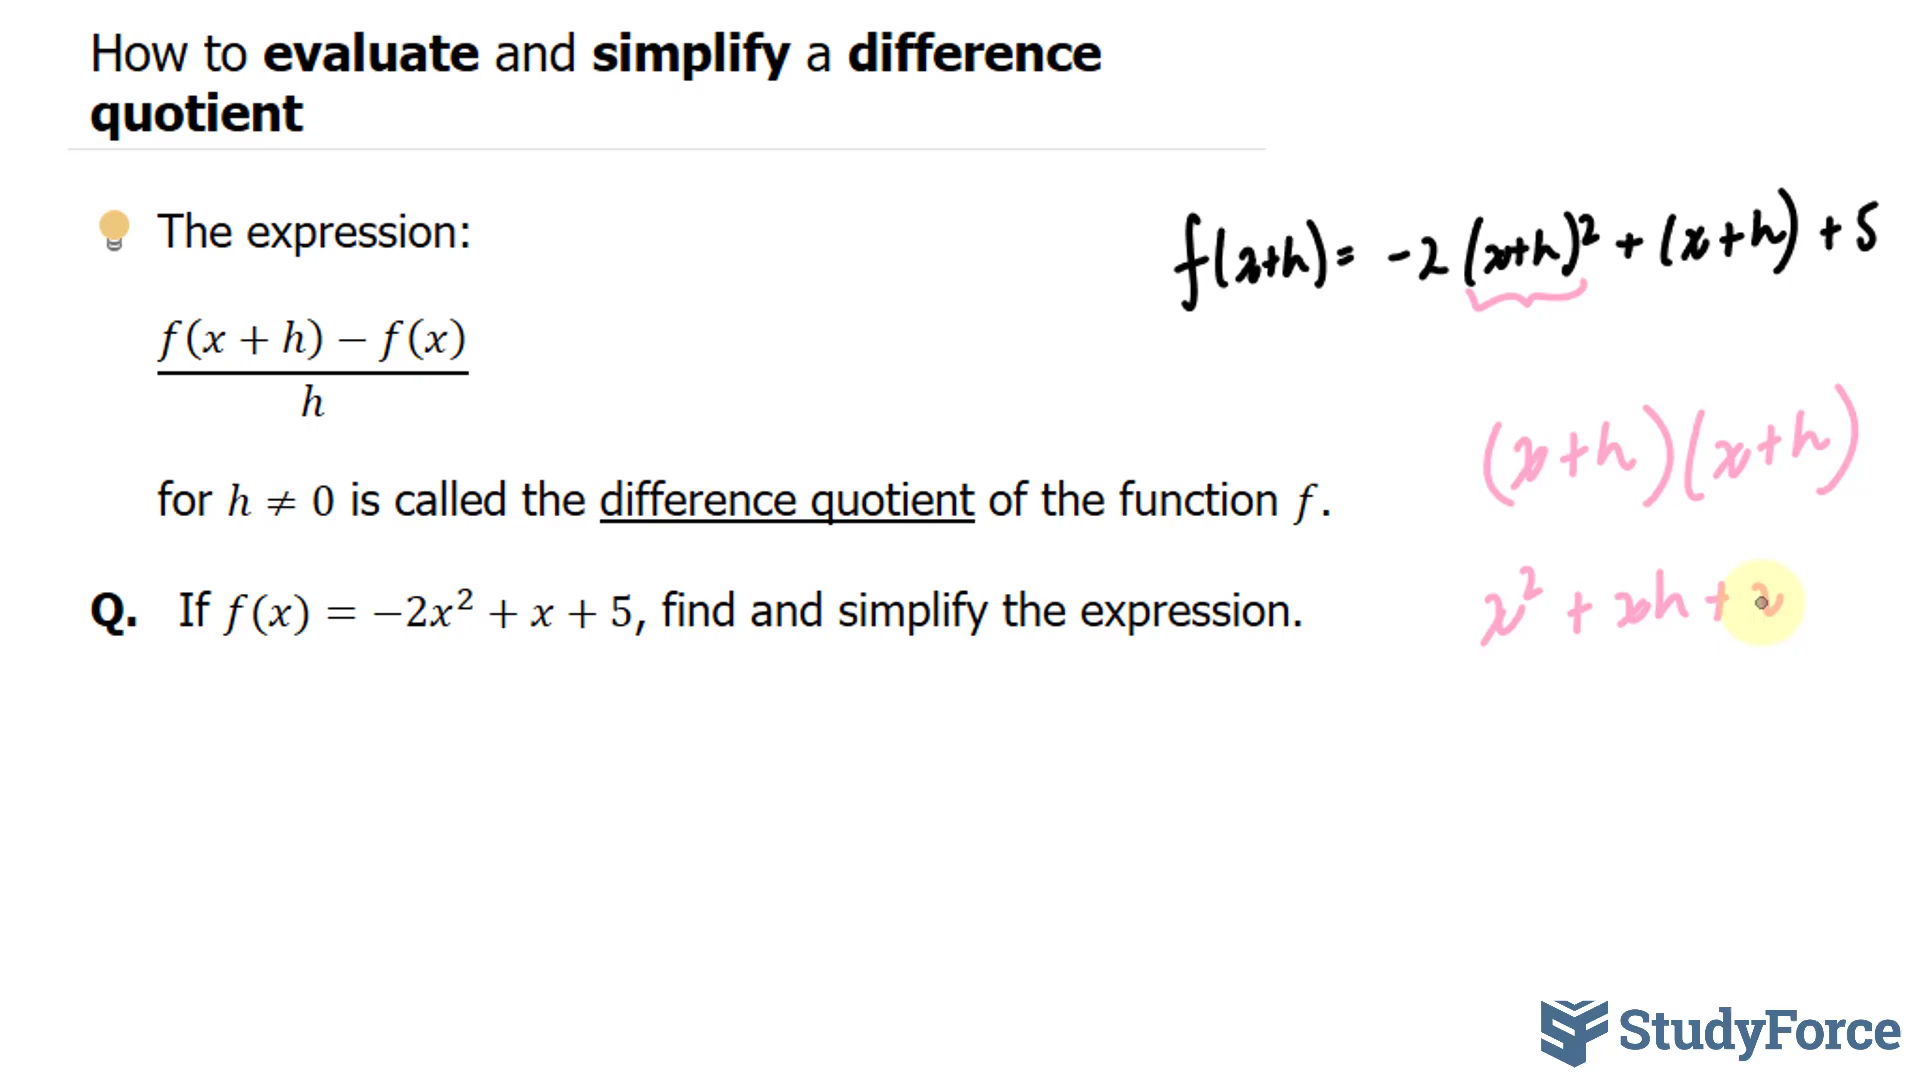 How to evaluate and simplify a difference
quotient
The expression:
f(x+h) = -2(x+h)² + (x+h) + 5
f(x + h) − f(x)
h
(x+h)(x+h)
for h ≠ 0 is called the difference quotient of the function f.
x² + xh + x
Q. If f(x) = −2x² + x + 5, find and simplify the expression.
StudyForce